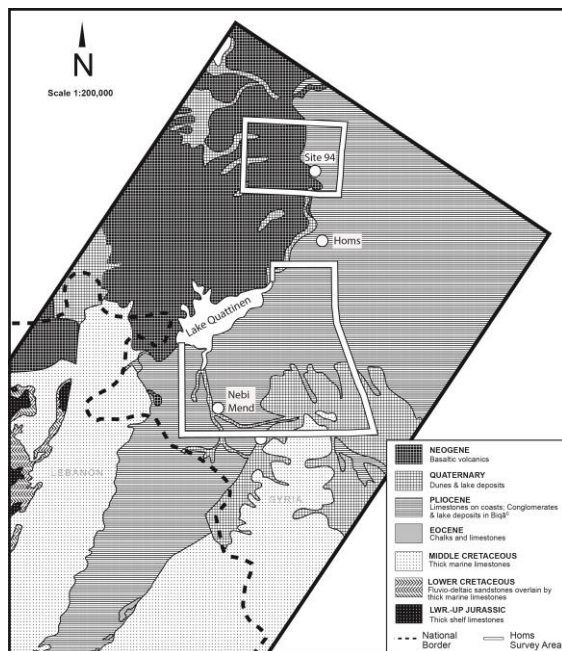 N
Scale 1:200,000
Site 94
Homs
Lake Quattinen
Nebi
Mend
LEBANON
SYRIA
NEOGENE
Basaltic volcanics
QUATERNARY
Dunes & lake deposits
PLIOCENE
Limestones on coasts; Conglomerates
& lake deposits in Biqâᶜ
EOCENE
Chalks and limestones
MIDDLE CRETACEOUS
Thick marine limestones
LOWER CRETACEOUS
Fluvio-deltaic sandstones overlain by
thick marine limestones
LWR.-UP JURASSIC
Thick shelf limestones
National
Border
Homs
Survey Area